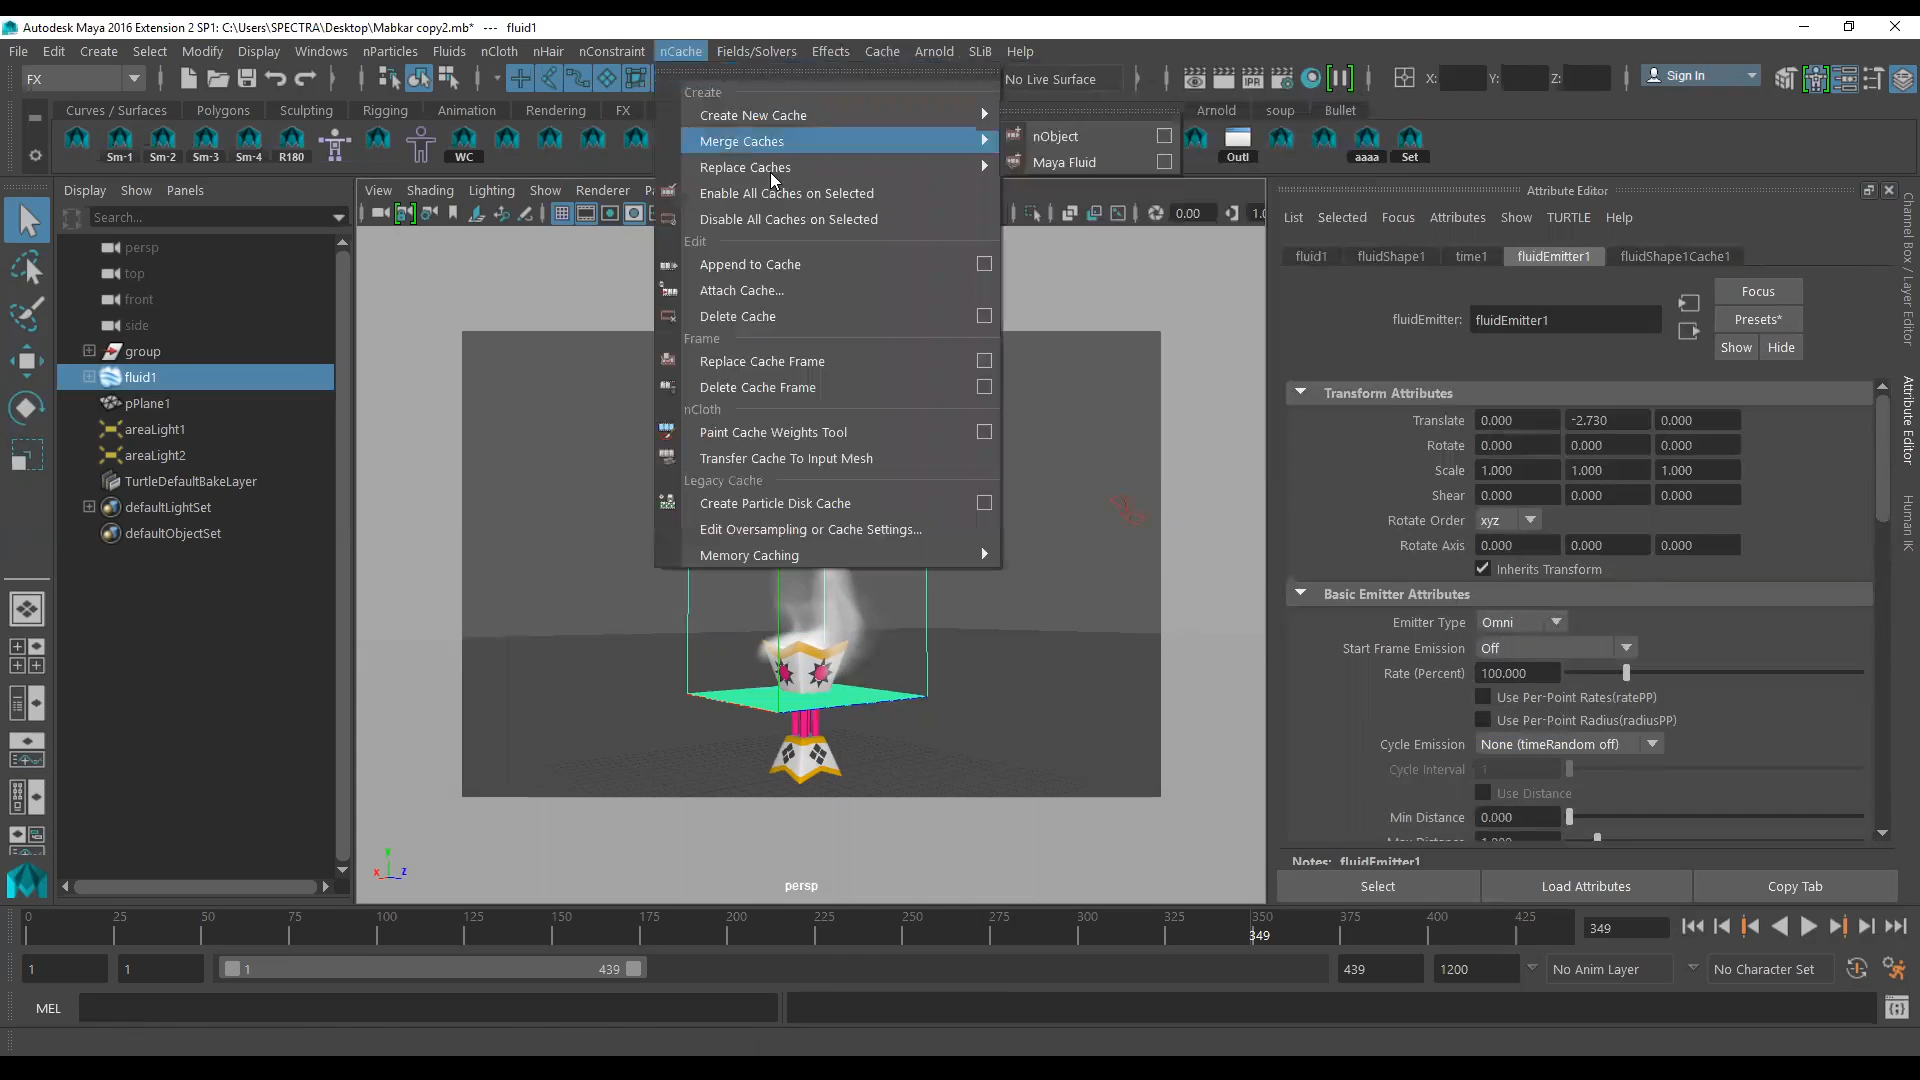 Autodesk Maya 2016 Extension 2 SP1: C:\Users\SPECTRA\Desktop\Mabkar copy2.mb* --- fluid1
File Edit Create Select Modify Display Windows nParticles Fluids nCloth nHair nConstraint nCache Fields/Solvers Effects Cache Arnold SLiB Help
FX No Live Surface X: Y: Z: Sign In
Curves / Surfaces Polygons Sculpting Rigging Animation Rendering FX Arnold soup Bullet
Sm-1 Sm-2 Sm-3 Sm-4 R180 WC Outl aaaa Set
Create
Create New Cache
Merge Caches
Replace Caches
Enable All Caches on Selected
Disable All Caches on Selected
Edit
Append to Cache
Attach Cache...
Delete Cache
Frame
Replace Cache Frame
Delete Cache Frame
nCloth
Paint Cache Weights Tool
Transfer Cache To Input Mesh
Legacy Cache
Create Particle Disk Cache
Edit Oversampling or Cache Settings...
Memory Caching
nObject
Maya Fluid
Display Show Panels
Search...
persp
top
front
side
group
fluid1
pPlane1
areaLight1
areaLight2
TurtleDefaultBakeLayer
defaultLightSet
defaultObjectSet
View Shading Lighting Show Renderer
IPR
0.00
persp
Attribute Editor
List Selected Focus Attributes Show TURTLE Help
fluid1 fluidShape1 time1 fluidEmitter1 fluidShape1Cache1
fluidEmitter: fluidEmitter1
Focus
Presets*
Show Hide
Transform Attributes
Translate 0.000 -2.730 0.000
Rotate 0.000 0.000 0.000
Scale 1.000 1.000 1.000
Shear 0.000 0.000 0.000
Rotate Order xyz
Rotate Axis 0.000 0.000 0.000
Inherits Transform
Basic Emitter Attributes
Emitter Type Omni
Start Frame Emission Off
Rate (Percent) 100.000
Use Per-Point Rates(ratePP)
Use Per-Point Radius(radiusPP)
Cycle Emission None (timeRandom off)
Cycle Interval 1
Use Distance
Min Distance 0.000
Notes: fluidEmitter1
Select Load Attributes Copy Tab
Channel Box / Layer Editor
Attribute Editor
Human IK
0 25 50 75 100 125 150 175 200 225 250 275 300 325 350 375 400 425
349
349
1 1 1 439 439 1200 No Anim Layer No Character Set
MEL
x y z